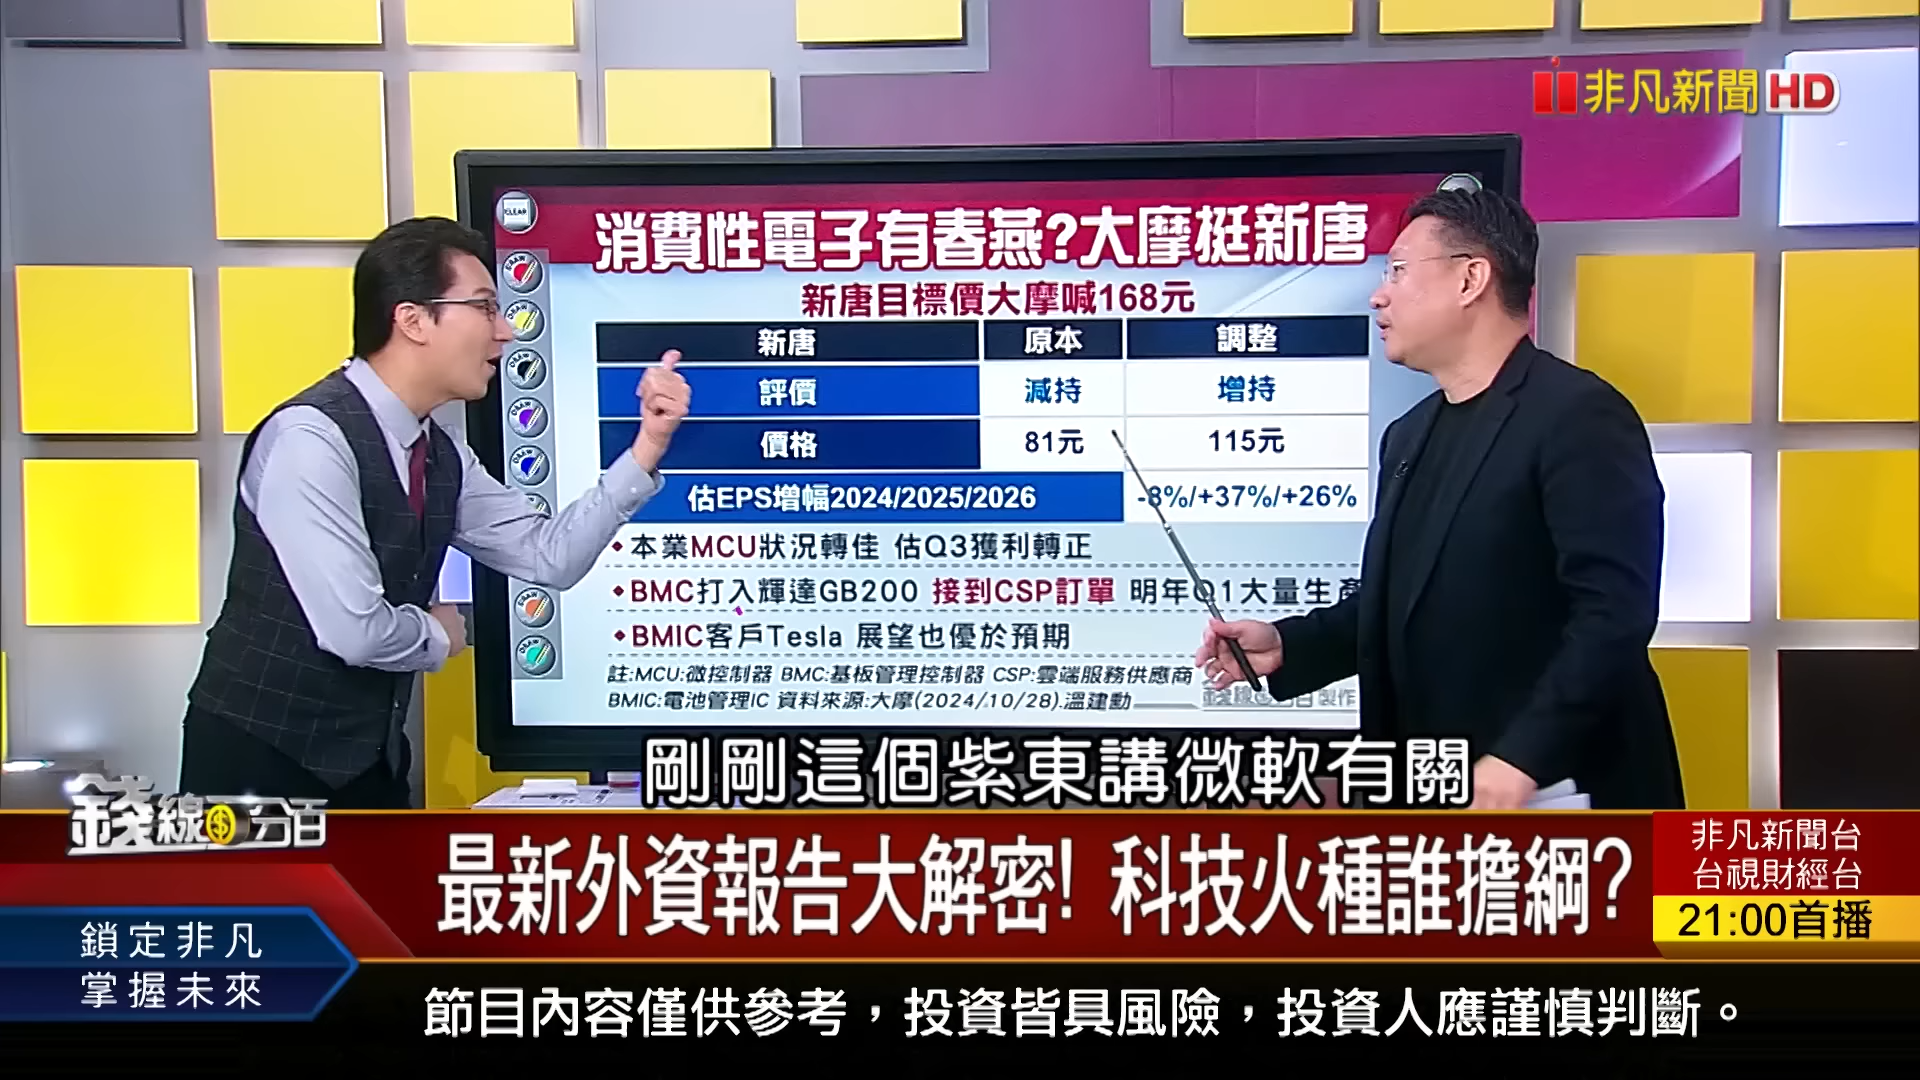 非凡新聞HD
CLEAR
消費性電子有春燕?大摩挺新唐
新唐目標價大摩喊168元
新唐 原本 調整
評價 減持 增持
價格 81元 115元
估EPS增幅2024/2025/2026 -8%/+37%/+26%
•本業MCU狀況轉佳 估Q3獲利轉正
•BMC打入輝達GB200 接到CSP訂單 明年Q1大量生產
•BMIC客戶Tesla 展望也優於預期
註:MCU:微控制器 BMC:基板管理控制器 CSP:雲端服務供應商
BMIC:電池管理IC 資料來源:大摩(2024/10/28).溫建勳
製作
剛剛這個紫東講微軟有關
錢線百分百
最新外資報告大解密! 科技火種誰擔綱?
非凡新聞台
台視財經台
21:00首播
鎖定非凡
掌握未來
節目內容僅供參考，投資皆具風險，投資人應謹慎判斷。